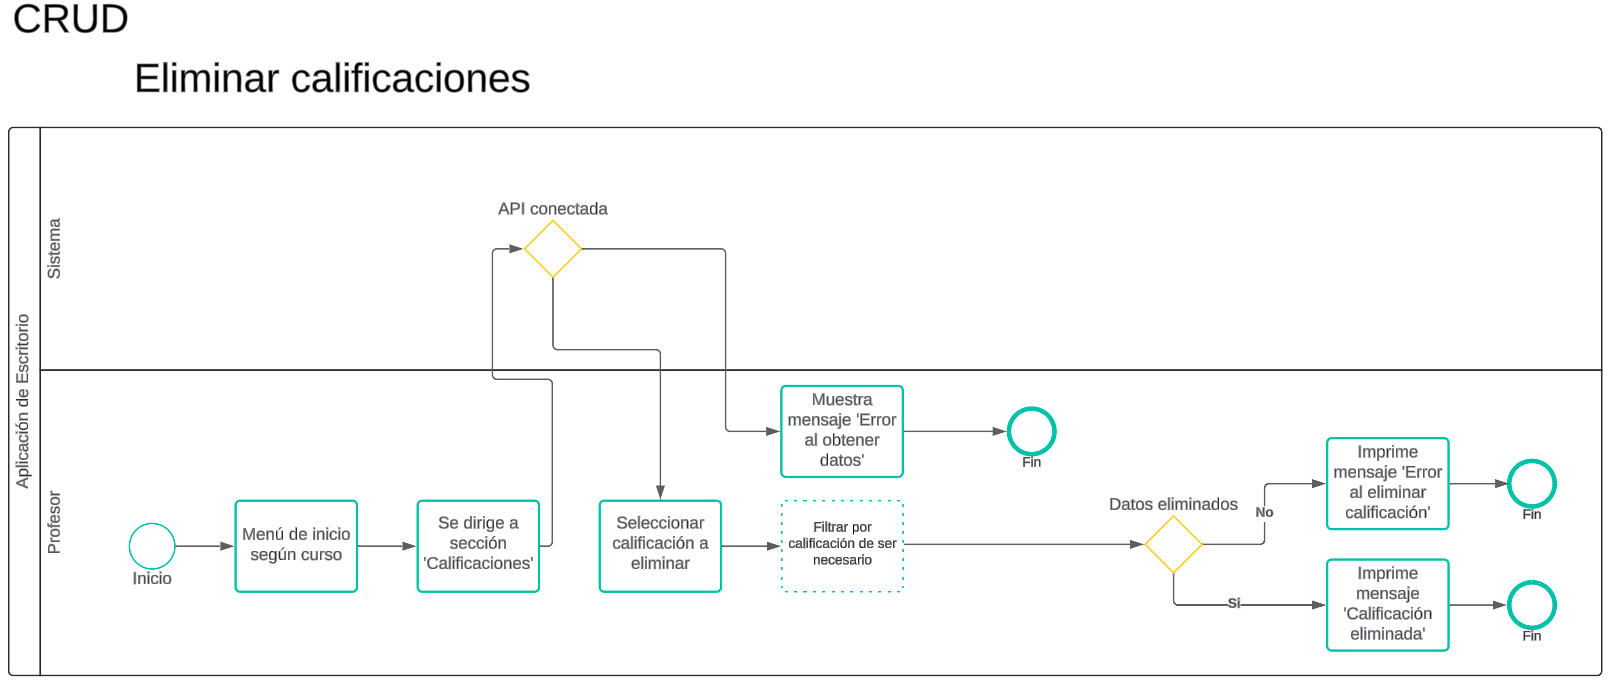 CRUD
Eliminar calificaciones
Aplicación de Escritorio
Sistema
API conectada
Profesor
Inicio
Menú de inicio
según curso
Se dirige a
sección
'Calificaciones'
Seleccionar
calificación a
eliminar
Muestra
mensaje 'Error
al obtener
datos'
Fin
Filtrar por
calificación de ser
necesario
Datos eliminados
No
Si
Imprime
mensaje 'Error
al eliminar
calificación'
Fin
Imprime
mensaje
'Calificación
eliminada'
Fin